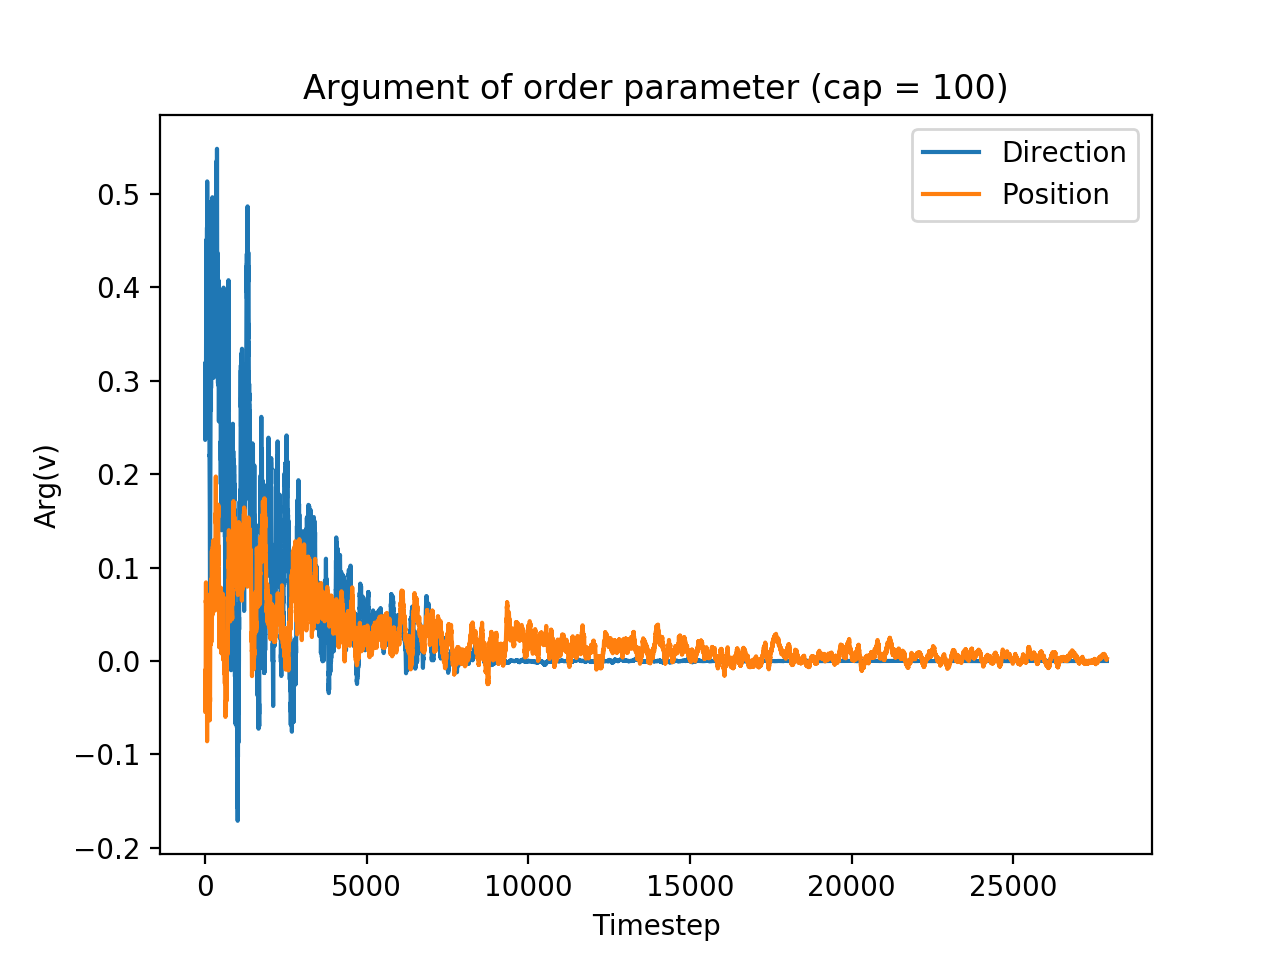 Argument of order parameter (cap = 100)
Direction
Position
0.5
0.4
0.3
0.2
0.1
0.0
−0.1
−0.2
Arg(v)
0 5000 10000 15000 20000 25000
Timestep